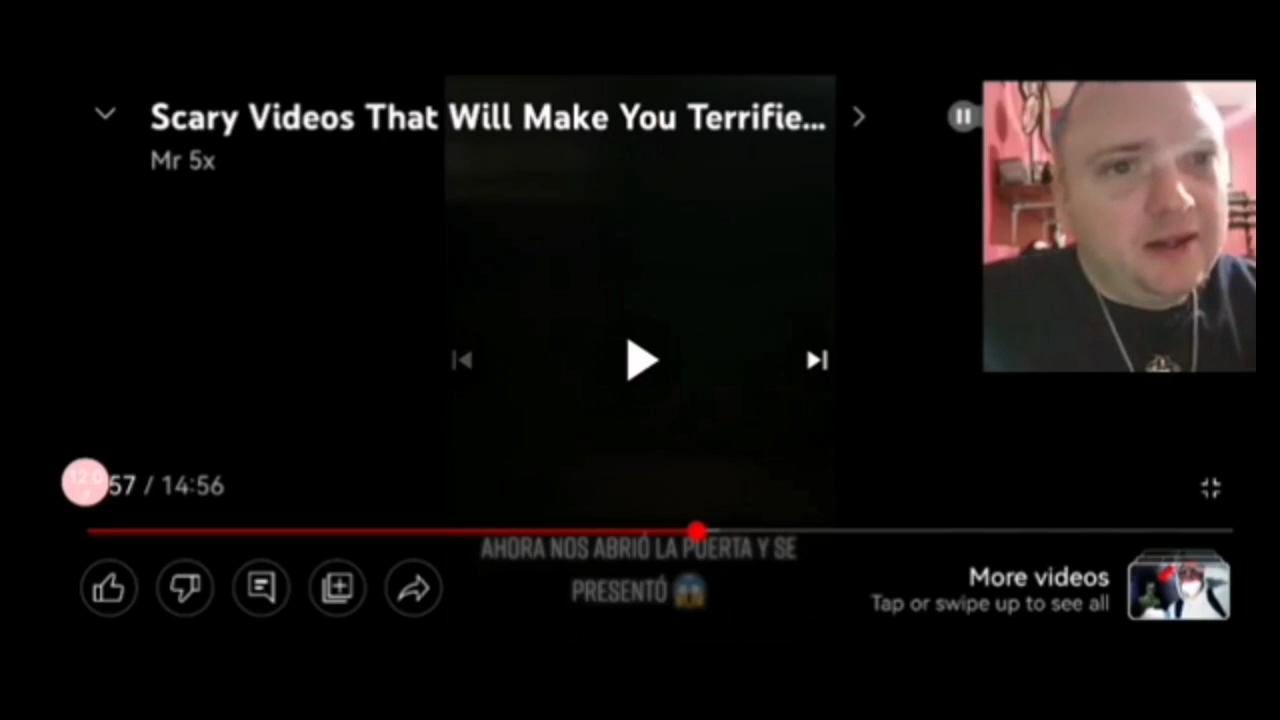 Scary Videos That Will Make You Terrifie...
Mr 5x
57 / 14:56
AHORA NOS ABRIÓ LA PUERTA Y SE
PRESENTÓ 😱
More videos
Tap or swipe up to see all